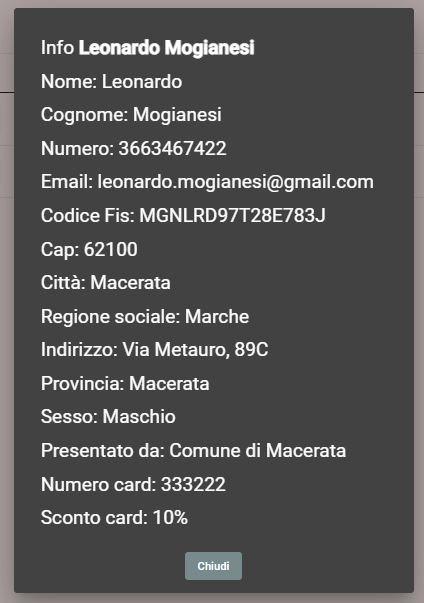 Info Leonardo Mogianesi
Nome: Leonardo
Cognome: Mogianesi
Numero: 3663467422
Email: leonardo.mogianesi@gmail.com
Codice Fis: MGNLRD97T28E783J
Cap: 62100
Città: Macerata
Regione sociale: Marche
Indirizzo: Via Metauro, 89C
Provincia: Macerata
Sesso: Maschio
Presentato da: Comune di Macerata
Numero card: 333222
Sconto card: 10%
Chiudi